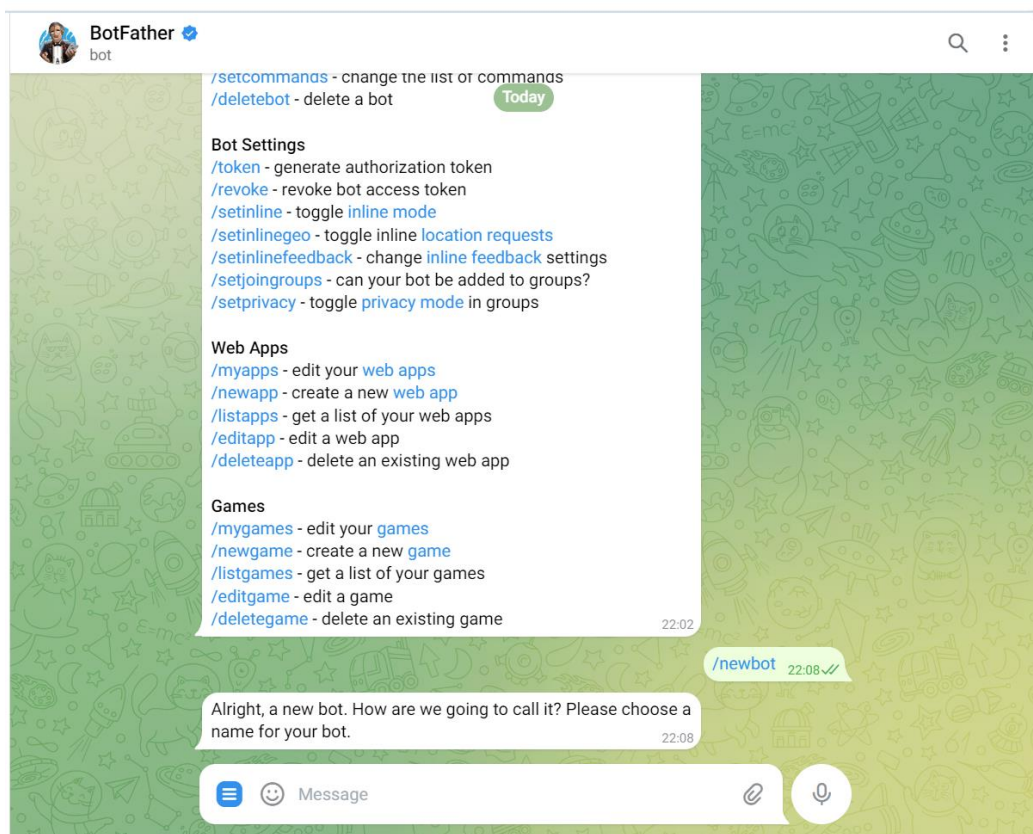 BotFather
bot
/setcommands - change the list of commands
/deletebot - delete a bot
Today
Bot Settings
/token - generate authorization token
/revoke - revoke bot access token
/setinline - toggle inline mode
/setinlinegeo - toggle inline location requests
/setinlinefeedback - change inline feedback settings
/setjoingroups - can your bot be added to groups?
/setprivacy - toggle privacy mode in groups
Web Apps
/myapps - edit your web apps
/newapp - create a new web app
/listapps - get a list of your web apps
/editapp - edit a web app
/deleteapp - delete an existing web app
Games
/mygames - edit your games
/newgame - create a new game
/listgames - get a list of your games
/editgame - edit a game
/deletegame - delete an existing game
22:02
/newbot 22:08
Alright, a new bot. How are we going to call it? Please choose a
name for your bot.
22:08
Message